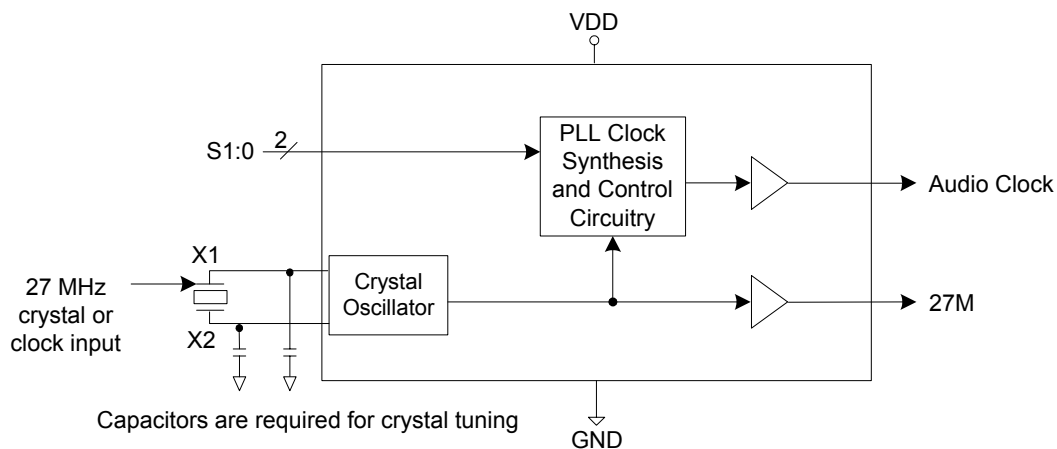 VDD
S1:0
2
PLL Clock
Synthesis
and Control
Circuitry
Audio Clock
X1
27 MHz
crystal or
clock input
X2
Crystal
Oscillator
27M
Capacitors are required for crystal tuning
GND